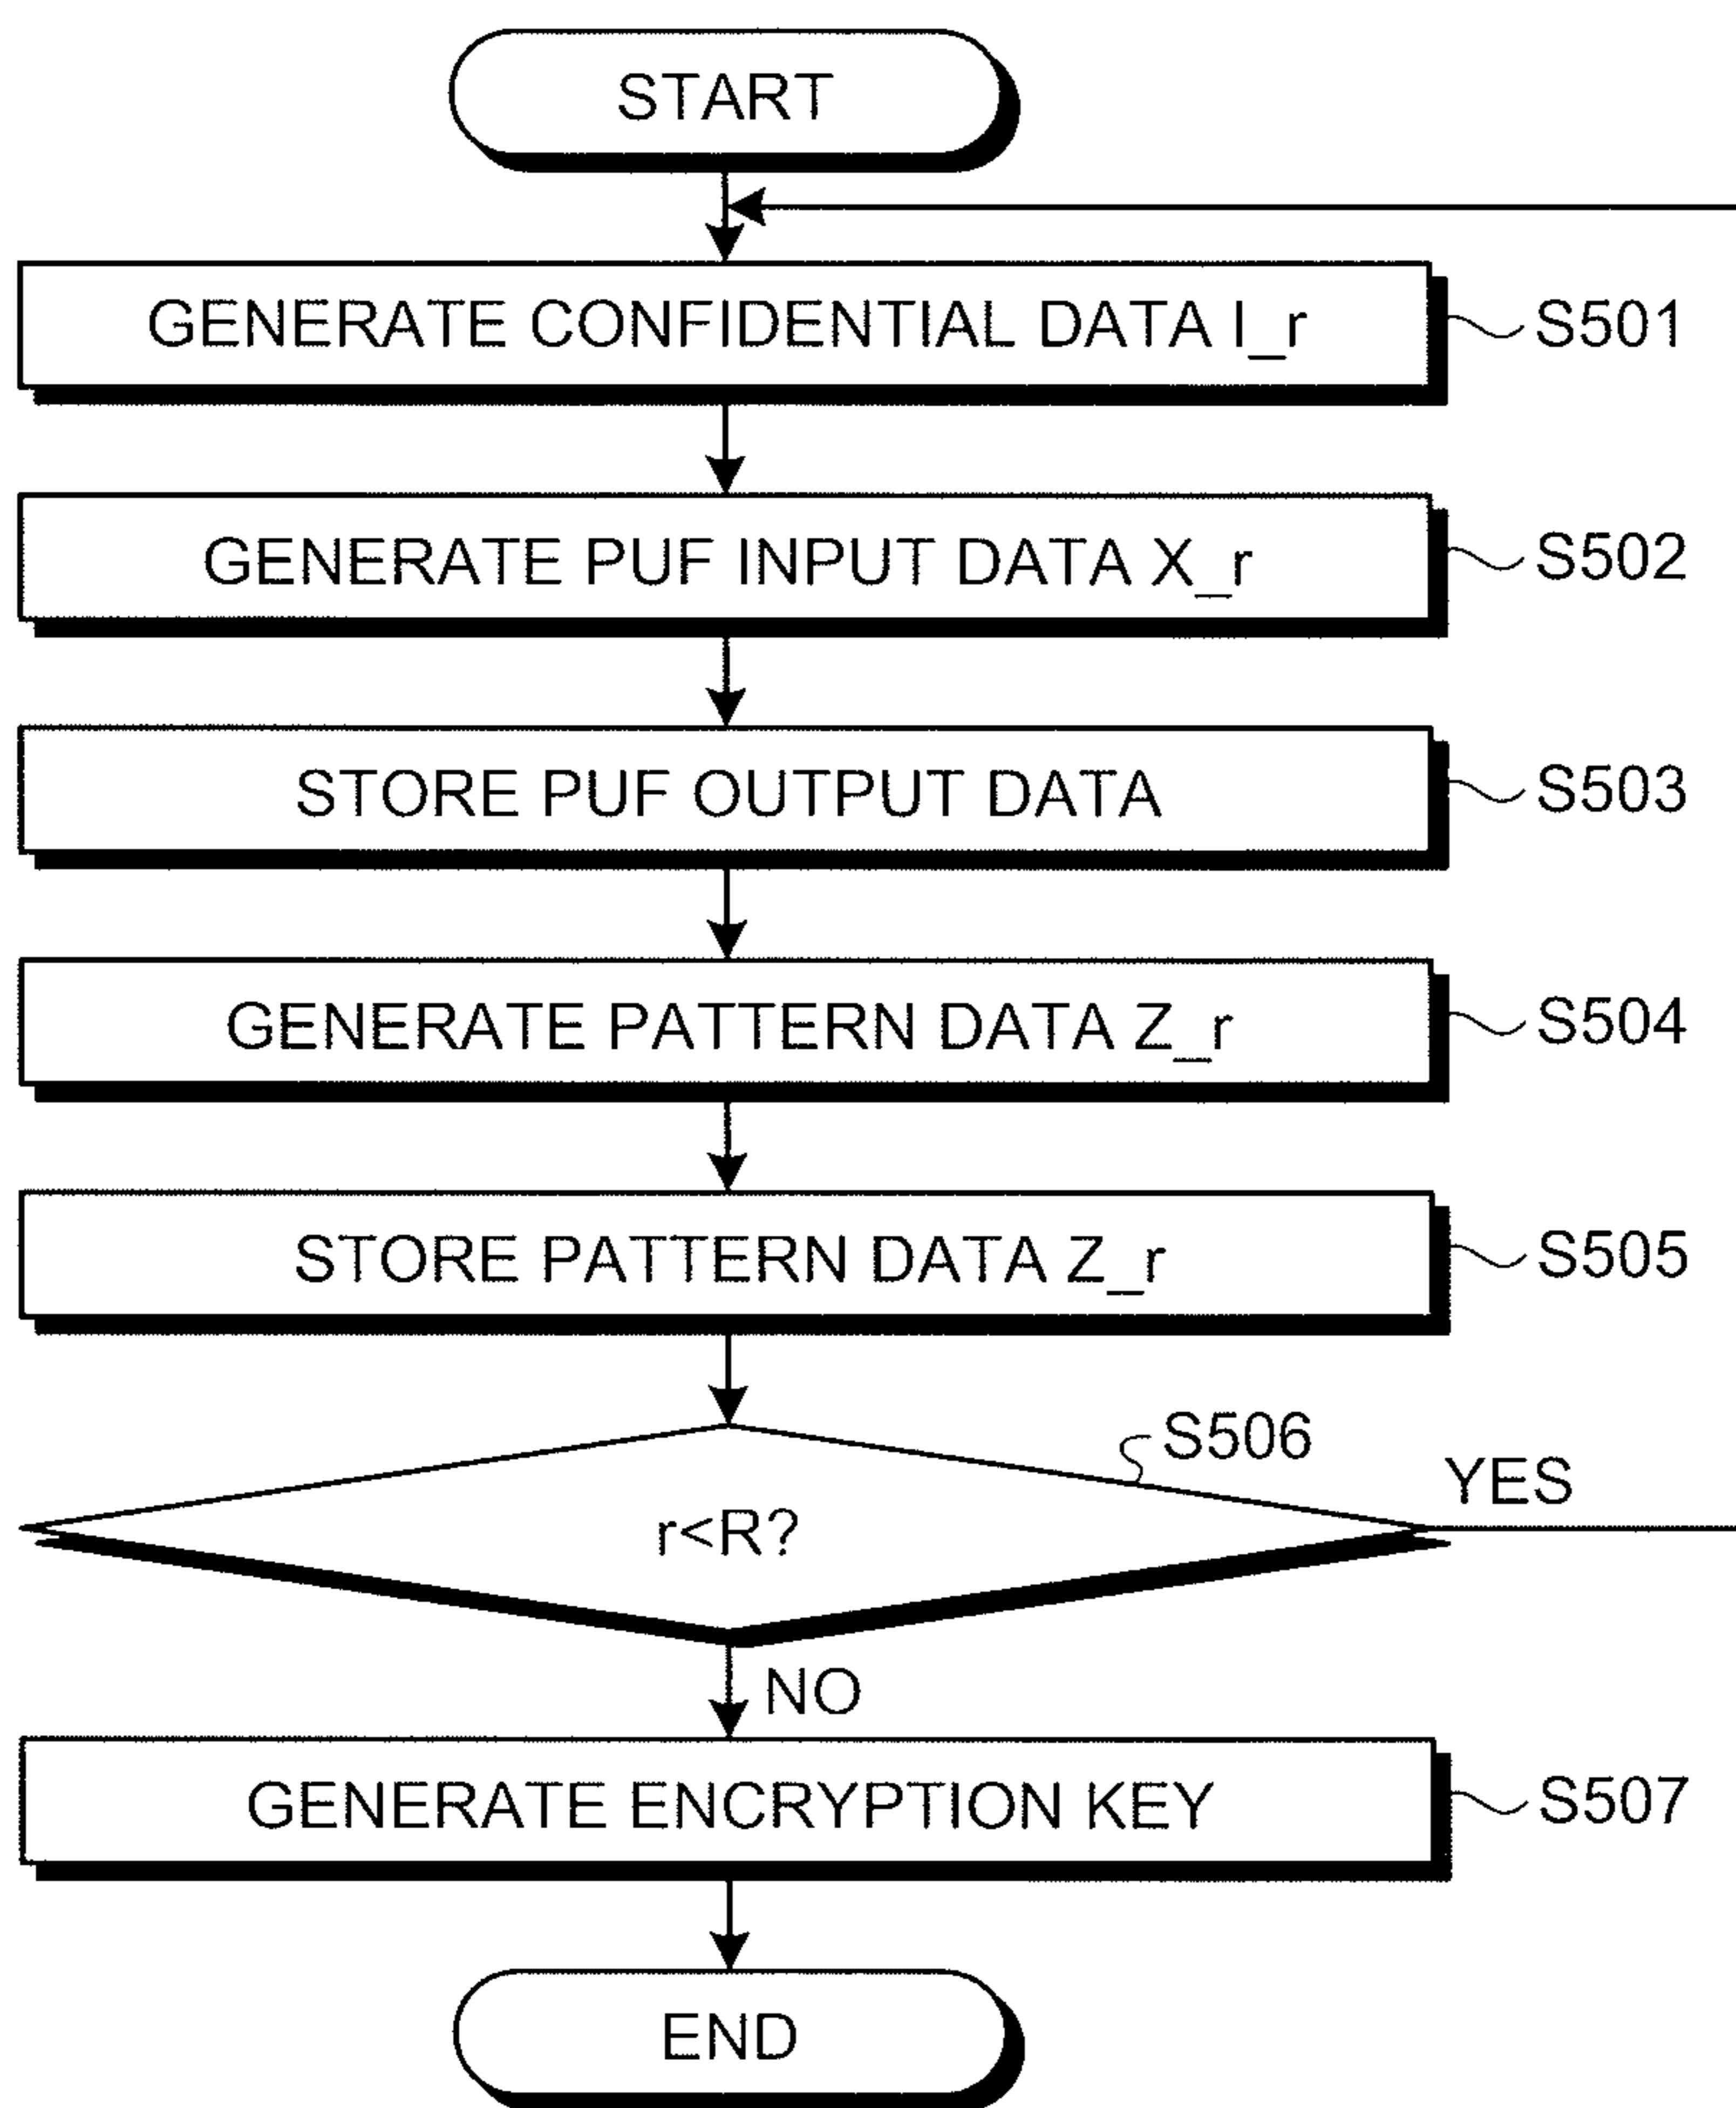 START
GENERATE CONFIDENTIAL DATA I_r
S501
GENERATE PUF INPUT DATA X_r
S502
STORE PUF OUTPUT DATA
S503
GENERATE PATTERN DATA Z_r
S504
STORE PATTERN DATA Z_r
S505
S506
YES
r<R?
NO
GENERATE ENCRYPTION KEY
S507
END